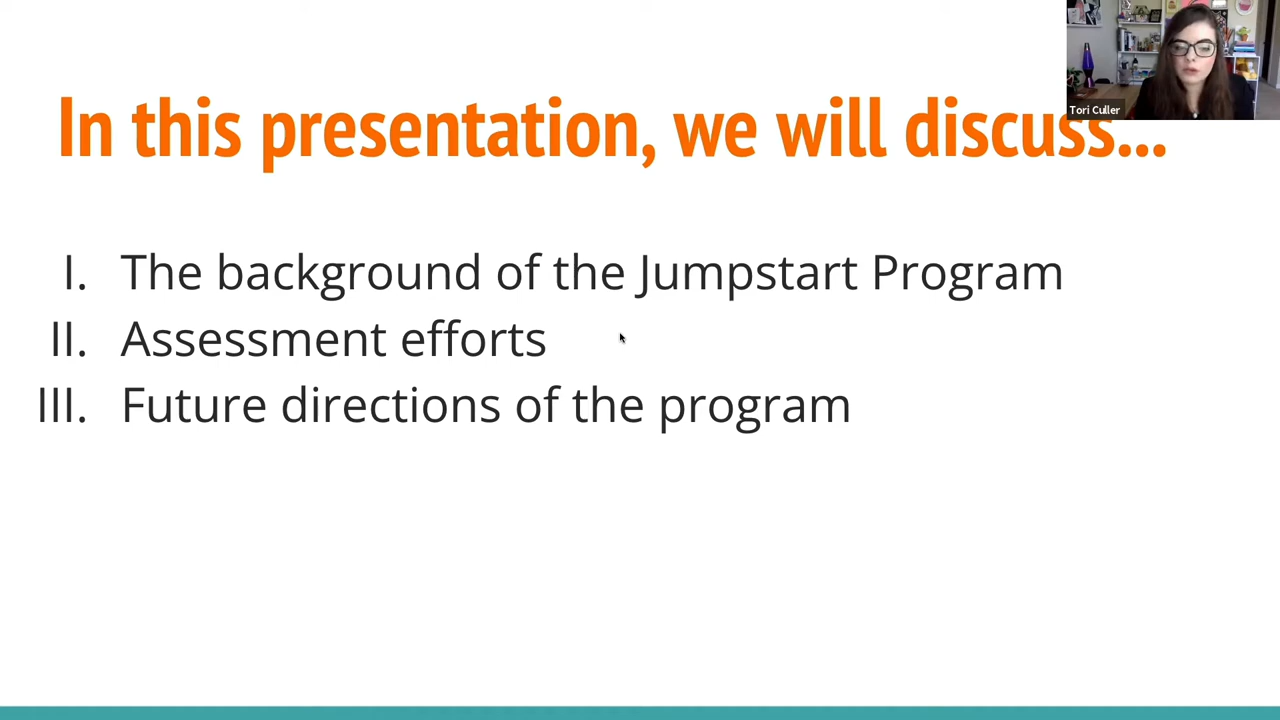 In this presentation, we will discuss...
Tori Culler
I. The background of the Jumpstart Program
II. Assessment efforts
III. Future directions of the program